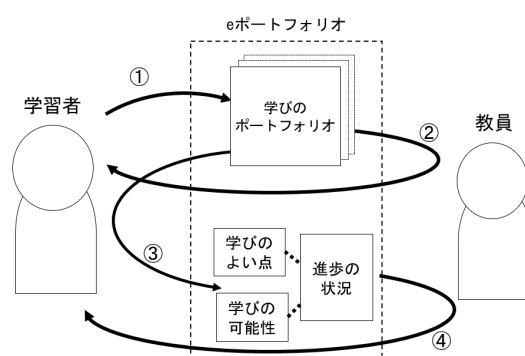 eポートフォリオ
①
学習者
学びの
ポートフォリオ
②
教員
③
学びの
よい点
進歩の
状況
学びの
可能性
④